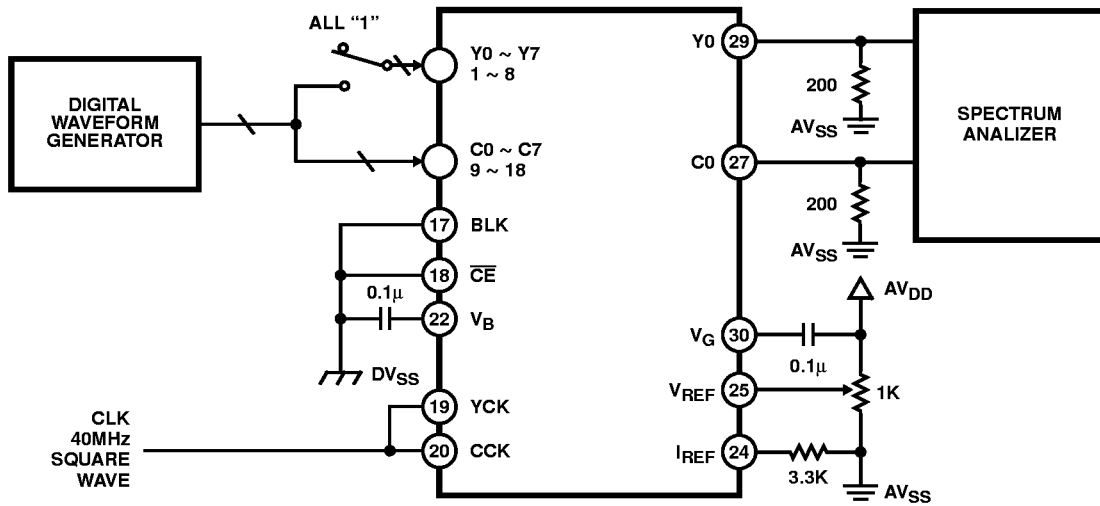 ALL “1”
DIGITAL
WAVEFORM
GENERATOR
Y0 ~ Y7
1 ~ 8
C0 ~ C7
9 ~ 18
17 BLK
18 CE
0.1μ
22 VB
DVSS
19 YCK
20 CCK
CLK
40MHz
SQUARE
WAVE
Y0 29
200
AVSS
C0 27
200
AVSS
SPECTRUM
ANALIZER
AVDD
VG 30
0.1μ
VREF 25
1K
IREF 24
3.3K
AVSS